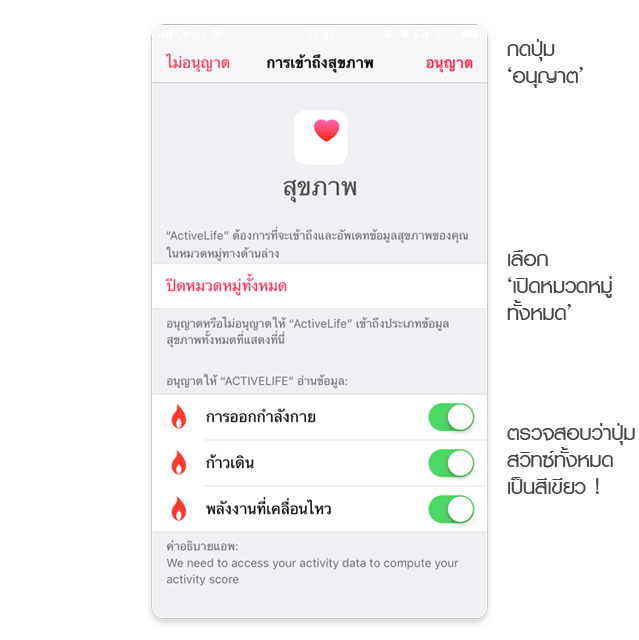 Optus 11:53 93%
ไม่อนุญาต การเข้าถึงสุขภาพ อนุญาต
สุขภาพ
“ActiveLife” ต้องการที่จะเข้าถึงและอัพเดทข้อมูลสุขภาพของคุณ
ในหมวดหมู่ทางด้านล่าง
ปิดหมวดหมู่ทั้งหมด
อนุญาตหรือไม่อนุญาตให้ “ActiveLife” เข้าถึงประเภทข้อมูล
สุขภาพทั้งหมดที่แสดงที่นี่
อนุญาตให้ “ACTIVELIFE” อ่านข้อมูล:
การออกกำลังกาย
ก้าวเดิน
พลังงานที่เคลื่อนไหว
คำอธิบายแอพ:
We need to access your activity data to compute your
activity score
กดปุ่ม
‘อนุญาต’
เลือก
‘เปิดหมวดหมู่
ทั้งหมด’
ตรวจสอบว่าปุ่ม
สวิทซ์ทั้งหมด
เป็นสีเขียว !